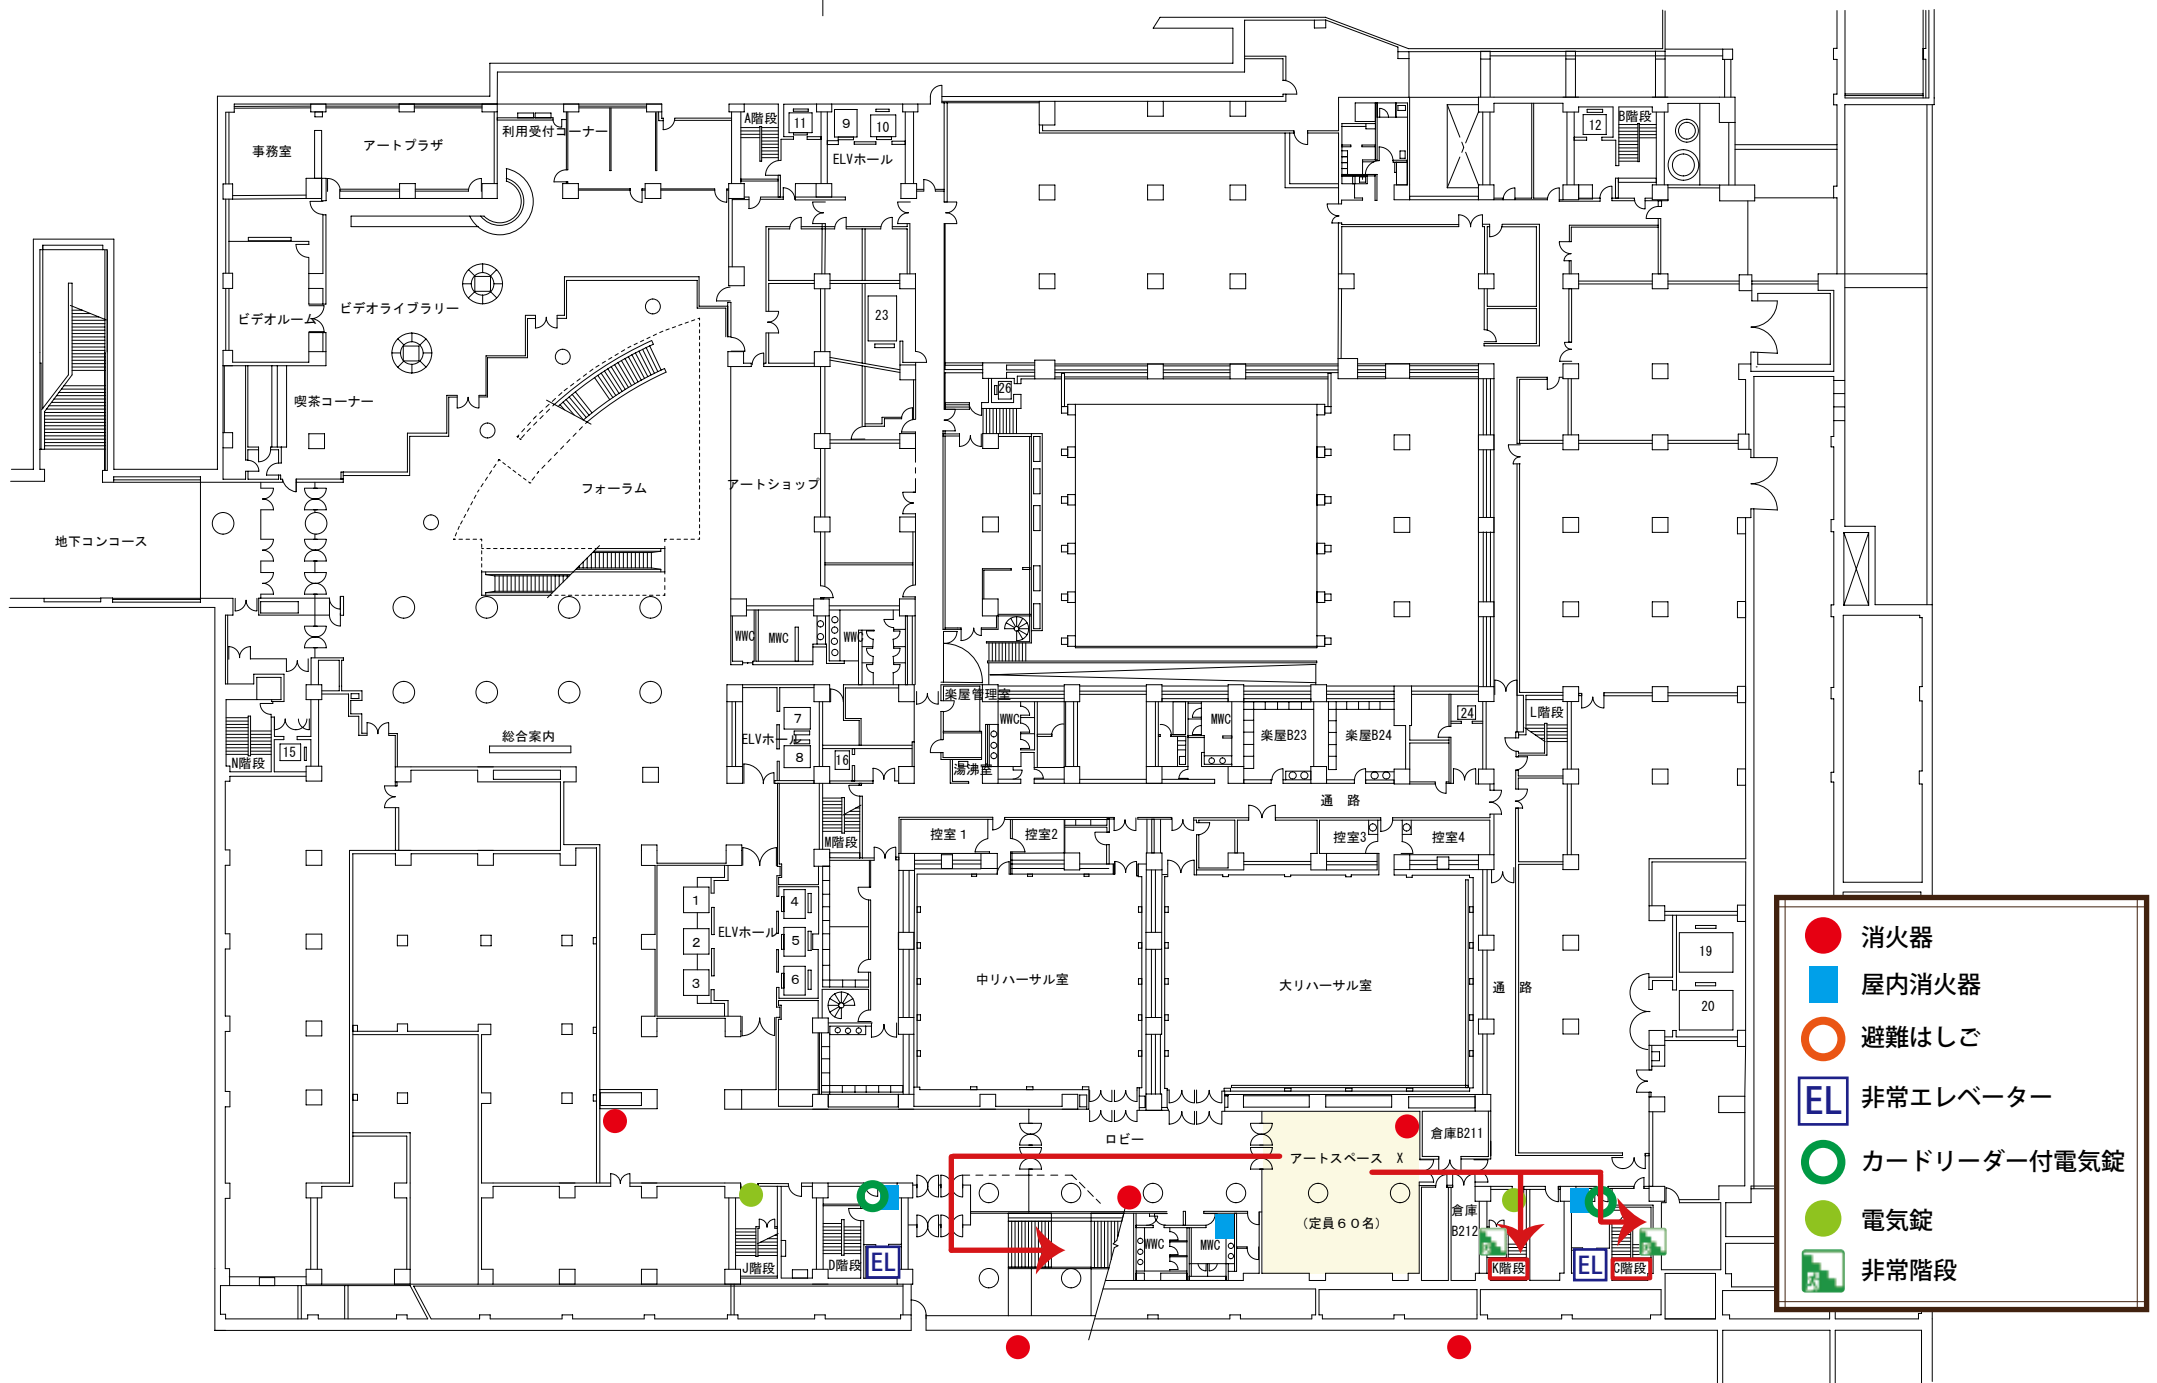 A階段
11
9
10
12
B階段
利用受付コーナー
アートプラザ
事務室
ELVホール
ビデオルーム
ビデオライブラリー
23
喫茶コーナー
26
フォーラム
アートショップ
地下コンコース
WWC
MWC
WWC
楽屋管理室
WWC
MWC
楽屋B23
楽屋B24
24
L階段
総合案内
ELVホール
7
8
16
15
N階段
湯沸室
通 路
M階段
控室1
控室2
控室3
控室4
1
2
3
ELVホール
4
5
6
中リハーサル室
大リハーサル室
通 路
19
20
ロビー
アートスペース X
(定員60名)
倉庫B211
倉庫
B212
WWC
MWC
J階段
D階段
EL
K階段
EL
C階段
消火器
屋内消火器
避難はしご
EL 非常エレベーター
カードリーダー付電気錠
電気錠
非常階段